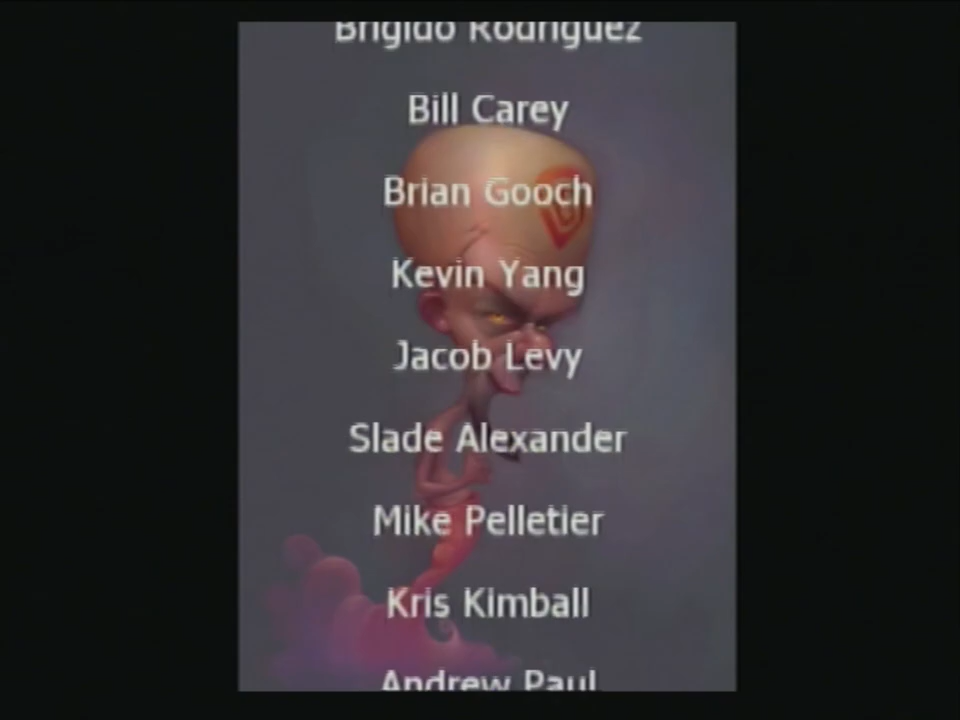 Brigido Rodriguez
Bill Carey
Brian Gooch
Kevin Yang
Jacob Levy
Slade Alexander
Mike Pelletier
Kris Kimball
Andrew Paul